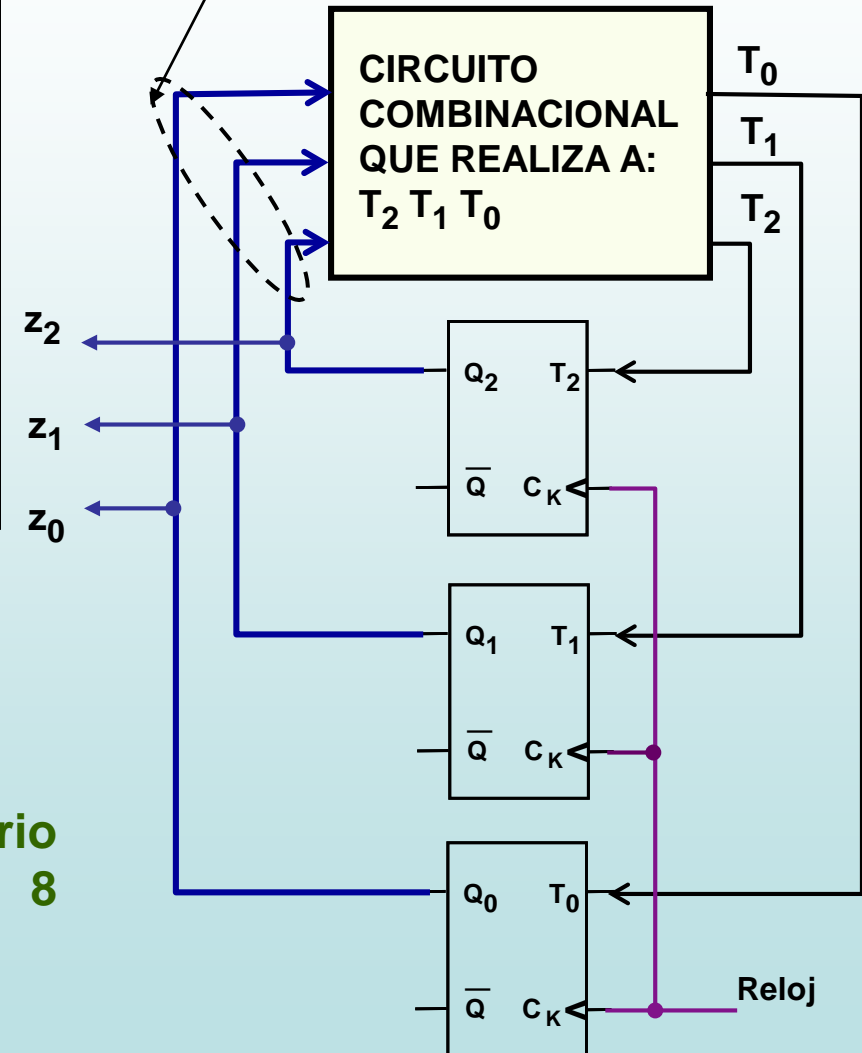 CIRCUITO
COMBINACIONAL
QUE REALIZA A:
T2 T1 T0
T0
T1
T2
z2
z1
z0
Q2 T2
Q̅ CK
Q1 T1
Q̅ CK
rio
8
Q0 T0
Q̅ CK
Reloj